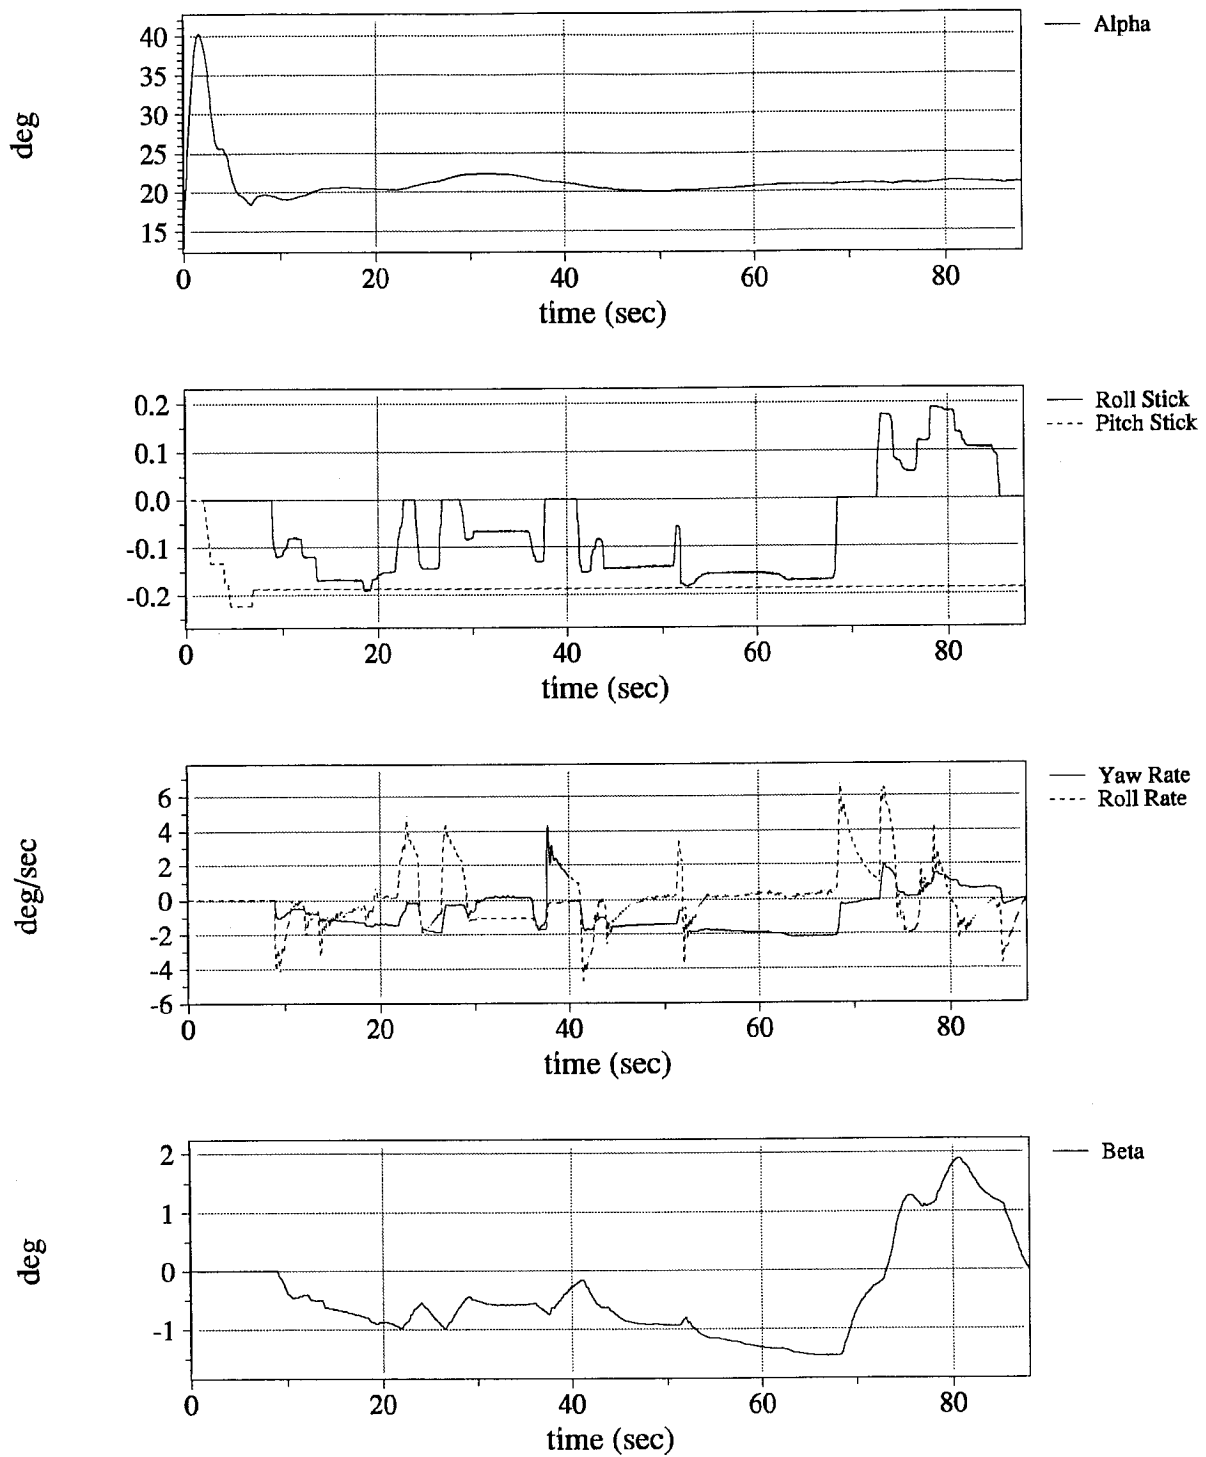 Alpha
deg
40
35
30
25
20
15
0 20 40 60 80
time (sec)
Roll Stick
Pitch Stick
0.2
0.1
0.0
-0.1
-0.2
0 20 40 60 80
time (sec)
Yaw Rate
Roll Rate
deg/sec
6
4
2
0
-2
-4
-6
0 20 40 60 80
time (sec)
Beta
deg
2
1
0
-1
0 20 40 60 80
time (sec)